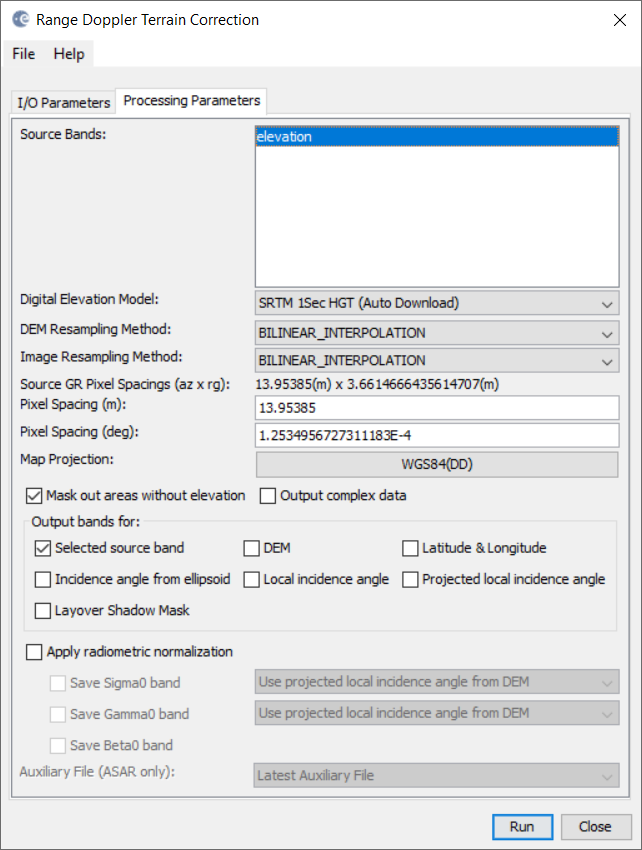 Range Doppler Terrain Correction
File Help
I/O Parameters Processing Parameters
Source Bands: elevation
Digital Elevation Model: SRTM 1Sec HGT (Auto Download)
DEM Resampling Method: BILINEAR_INTERPOLATION
Image Resampling Method: BILINEAR_INTERPOLATION
Source GR Pixel Spacings (az x rg): 13.95385(m) x 3.6614666435614707(m)
Pixel Spacing (m): 13.95385
Pixel Spacing (deg): 1.2534956727311183E-4
Map Projection: WGS84(DD)
Mask out areas without elevation Output complex data
Output bands for:
Selected source band DEM Latitude & Longitude
Incidence angle from ellipsoid Local incidence angle Projected local incidence angle
Layover Shadow Mask
Apply radiometric normalization
Save Sigma0 band Use projected local incidence angle from DEM
Save Gamma0 band Use projected local incidence angle from DEM
Save Beta0 band
Auxiliary File (ASAR only): Latest Auxiliary File
Run Close